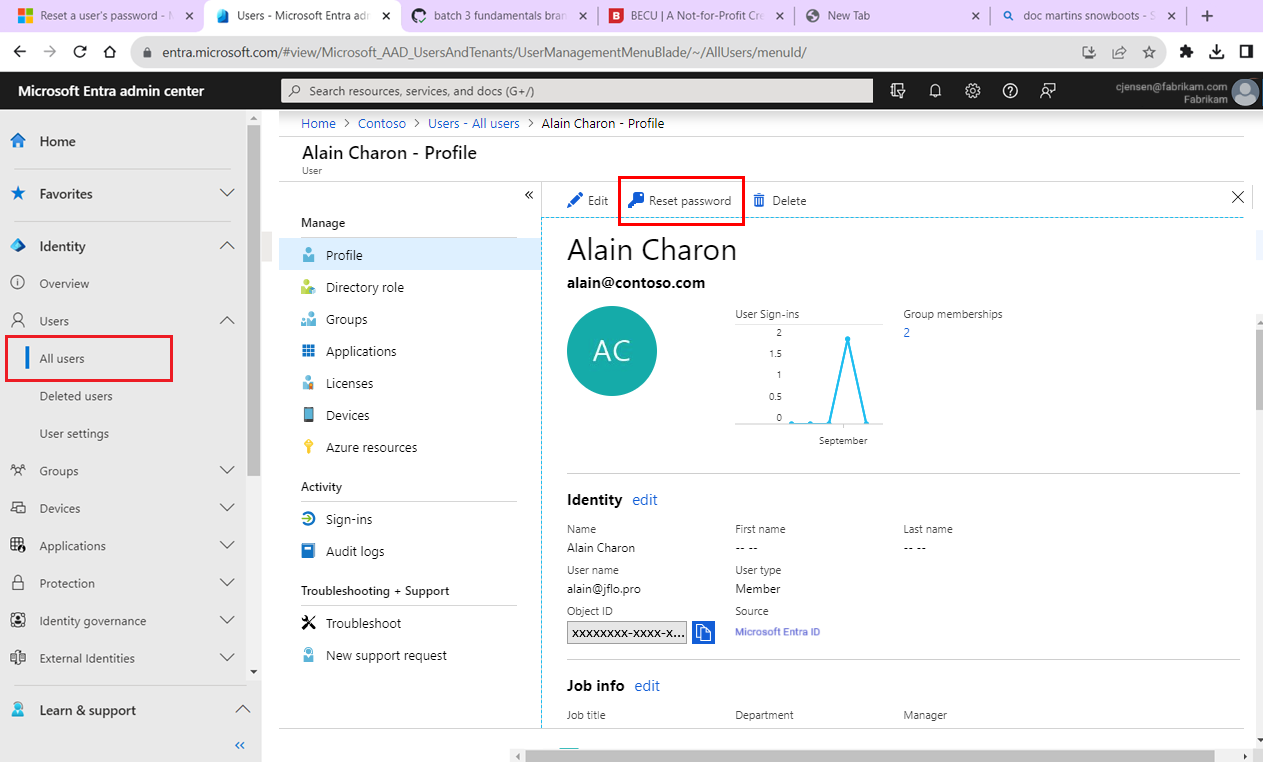 Reset a user's password - M
Users - Microsoft Entra adm
batch 3 fundamentals bran
BECU | A Not-for-Profit Cre
New Tab
doc martins snowboots - S
entra.microsoft.com/#view/Microsoft_AAD_UsersAndTenants/UserManagementMenuBlade/~/AllUsers/menuId/
Microsoft Entra admin center
Search resources, services, and docs (G+/)
cjensen@fabrikam.com
Fabrikam
Home
Favorites
Identity
Overview
Users
All users
Deleted users
User settings
Groups
Devices
Applications
Protection
Identity governance
External Identities
Learn & support
Home > Contoso > Users - All users > Alain Charon - Profile
Alain Charon - Profile
User
Manage
Profile
Directory role
Groups
Applications
Licenses
Devices
Azure resources
Activity
Sign-ins
Audit logs
Troubleshooting + Support
Troubleshoot
New support request
Edit Reset password Delete
Alain Charon
alain@contoso.com
AC
User Sign-ins
2
1.5
1
0.5
0
September
Group memberships
2
Identity edit
Name First name Last name
Alain Charon -- -- -- --
User name User type
alain@jflo.pro Member
Object ID Source
xxxxxxxx-xxxx-x... Microsoft Entra ID
Job info edit
Job title Department Manager